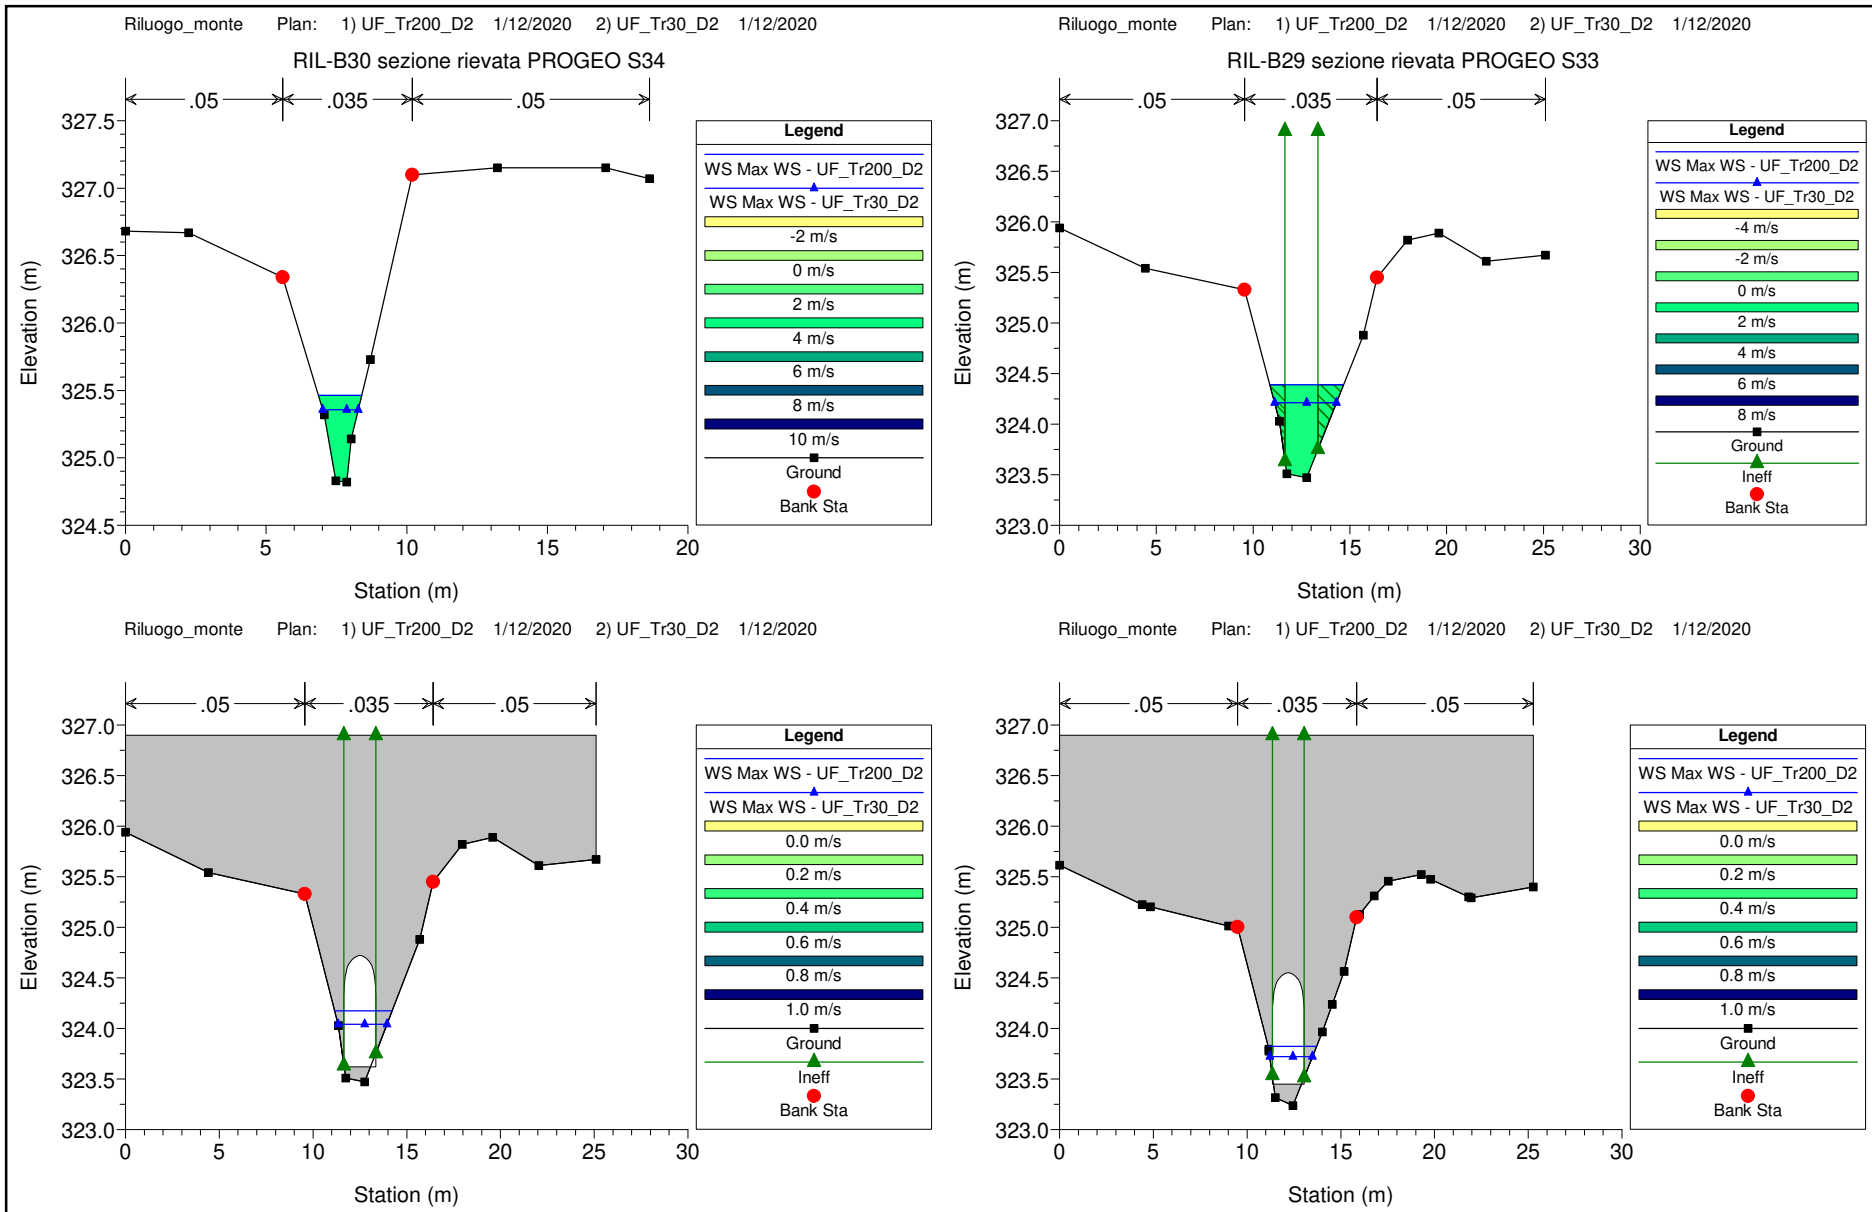 Riluogo_monte Plan: 1) UF_Tr200_D2 1/12/2020 2) UF_Tr30_D2 1/12/2020
RIL-B30 sezione rievata PROGEO S34
.05 .035 .05
327.5
327.0
326.5
326.0
325.5
325.0
324.5
0 5 10 15 20
Station (m)
Elevation (m)
Legend
WS Max WS - UF_Tr200_D2
WS Max WS - UF_Tr30_D2
-2 m/s
0 m/s
2 m/s
4 m/s
6 m/s
8 m/s
10 m/s
Ground
Bank Sta
Riluogo_monte Plan: 1) UF_Tr200_D2 1/12/2020 2) UF_Tr30_D2 1/12/2020
RIL-B29 sezione rievata PROGEO S33
.05 .035 .05
327.0
326.5
326.0
325.5
325.0
324.5
324.0
323.5
323.0
0 5 10 15 20 25 30
Station (m)
Elevation (m)
Legend
WS Max WS - UF_Tr200_D2
WS Max WS - UF_Tr30_D2
-4 m/s
-2 m/s
0 m/s
2 m/s
4 m/s
6 m/s
8 m/s
Ground
Ineff
Bank Sta
Riluogo_monte Plan: 1) UF_Tr200_D2 1/12/2020 2) UF_Tr30_D2 1/12/2020
.05 .035 .05
327.0
326.5
326.0
325.5
325.0
324.5
324.0
323.5
323.0
0 5 10 15 20 25 30
Station (m)
Elevation (m)
Legend
WS Max WS - UF_Tr200_D2
WS Max WS - UF_Tr30_D2
0.0 m/s
0.2 m/s
0.4 m/s
0.6 m/s
0.8 m/s
1.0 m/s
Ground
Ineff
Bank Sta
Riluogo_monte Plan: 1) UF_Tr200_D2 1/12/2020 2) UF_Tr30_D2 1/12/2020
.05 .035 .05
327.0
326.5
326.0
325.5
325.0
324.5
324.0
323.5
323.0
0 5 10 15 20 25 30
Station (m)
Elevation (m)
Legend
WS Max WS - UF_Tr200_D2
WS Max WS - UF_Tr30_D2
0.0 m/s
0.2 m/s
0.4 m/s
0.6 m/s
0.8 m/s
1.0 m/s
Ground
Ineff
Bank Sta